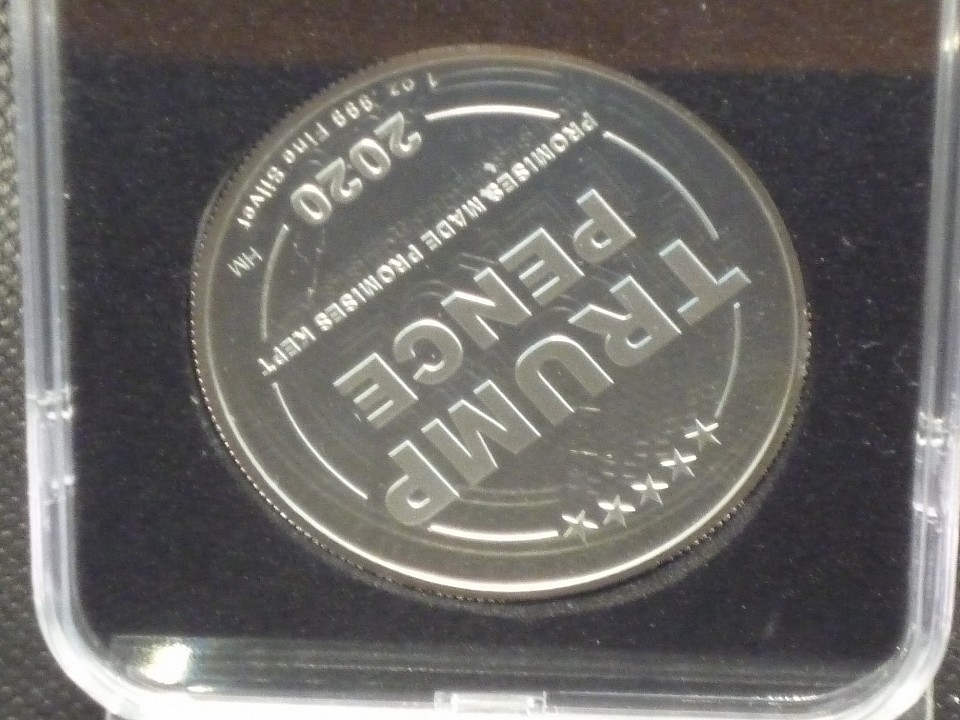 TRUMP
PENCE
PROMISES MADE PROMISES KEPT
2020
1 oz .999 Fine Silver
HM